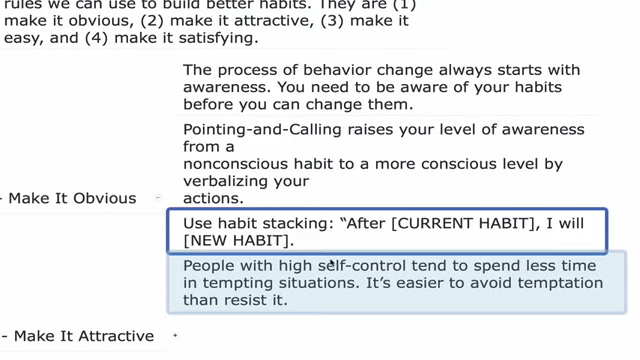 rules we can use to build better habits. They are (1)
make it obvious, (2) make it attractive, (3) make it
easy, and (4) make it satisfying.
The process of behavior change always starts with
awareness. You need to be aware of your habits
before you can change them.
Pointing-and-Calling raises your level of awareness
from a
nonconscious habit to a more conscious level by
verbalizing your
actions.
- Make It Obvious
Use habit stacking: “After [CURRENT HABIT], I will
[NEW HABIT].
People with high self-control tend to spend less time
in tempting situations. It’s easier to avoid temptation
than resist it.
- Make It Attractive